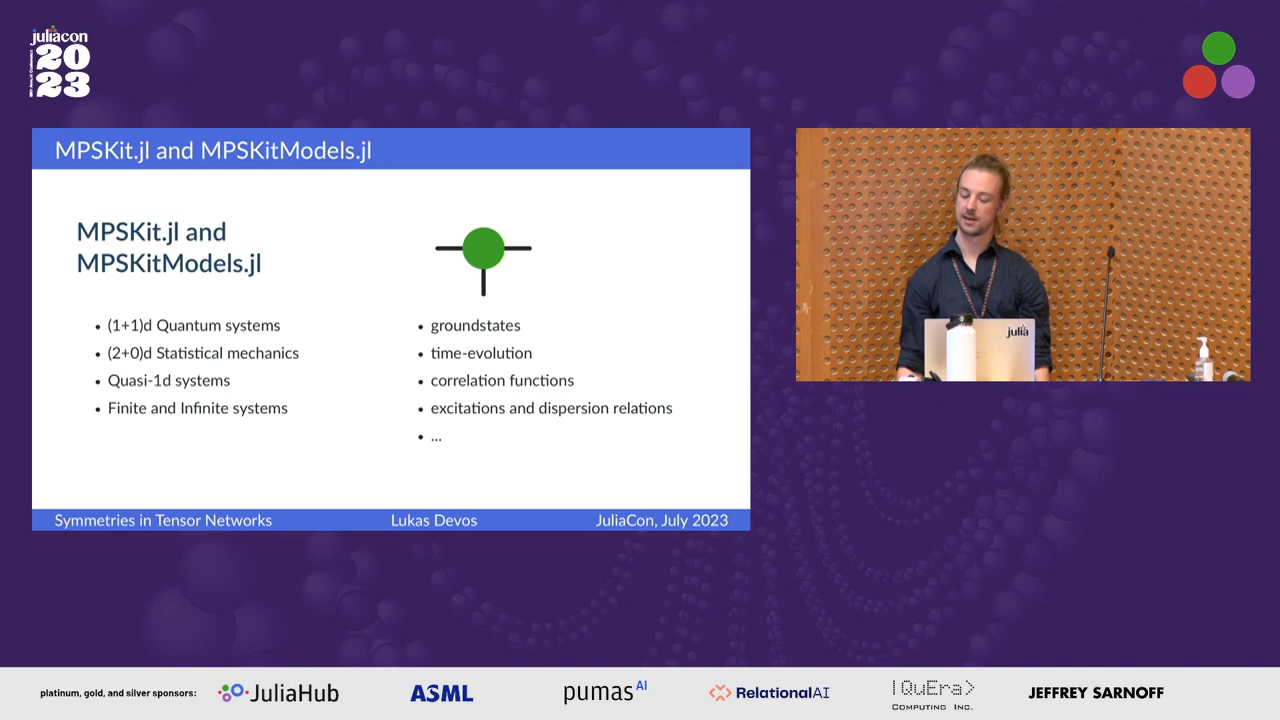 juliacon
20
23
MPSKit.jl and MPSKitModels.jl
MPSKit.jl and
MPSKitModels.jl
• (1+1)d Quantum systems
• (2+0)d Statistical mechanics
• Quasi-1d systems
• Finite and Infinite systems
• groundstates
• time-evolution
• correlation functions
• excitations and dispersion relations
• ...
Symmetries in Tensor Networks
Lukas Devos
JuliaCon, July 2023
julia
platinum, gold, and silver sponsors:
JuliaHub
ASML
pumas AI
RelationalAI
|QuEra>
COMPUTING INC.
JEFFREY SARNOFF